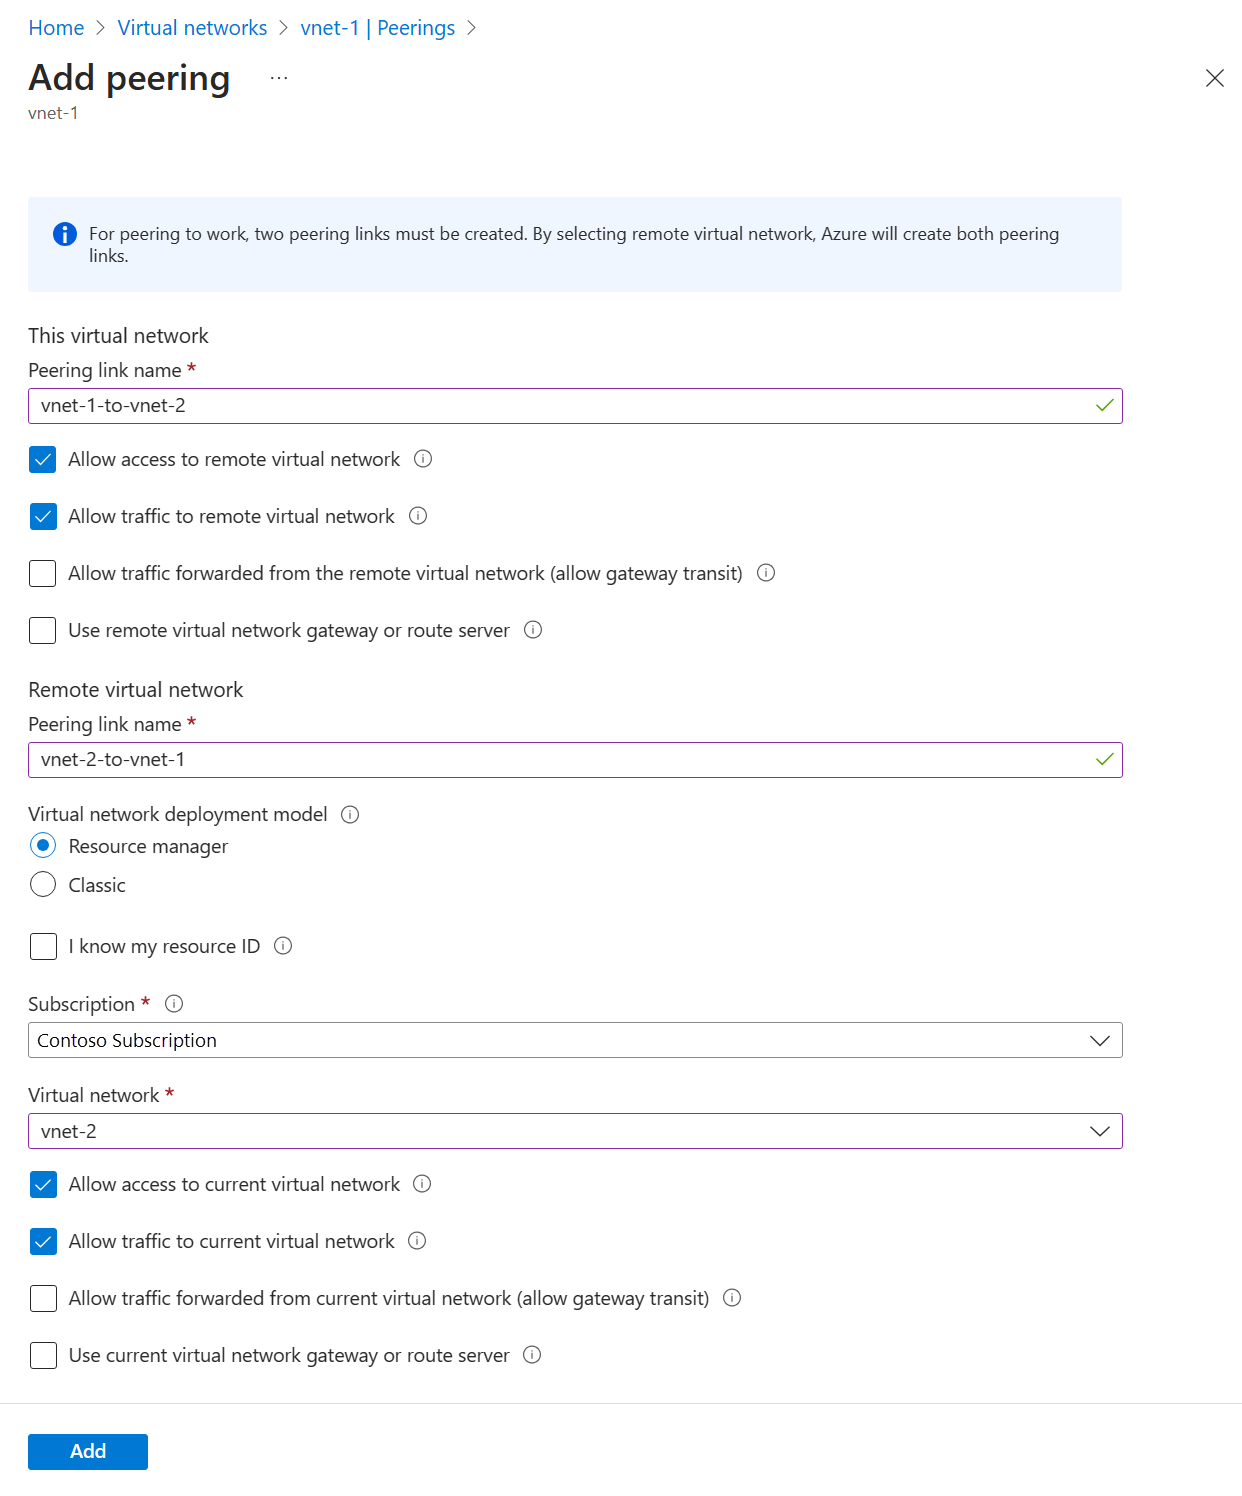 Home > Virtual networks > vnet-1 | Peerings >
Add peering ...
vnet-1
For peering to work, two peering links must be created. By selecting remote virtual network, Azure will create both peering
links.
This virtual network
Peering link name *
vnet-1-to-vnet-2
Allow access to remote virtual network
Allow traffic to remote virtual network
Allow traffic forwarded from the remote virtual network (allow gateway transit)
Use remote virtual network gateway or route server
Remote virtual network
Peering link name *
vnet-2-to-vnet-1
Virtual network deployment model
Resource manager
Classic
I know my resource ID
Subscription *
Contoso Subscription
Virtual network *
vnet-2
Allow access to current virtual network
Allow traffic to current virtual network
Allow traffic forwarded from current virtual network (allow gateway transit)
Use current virtual network gateway or route server
Add